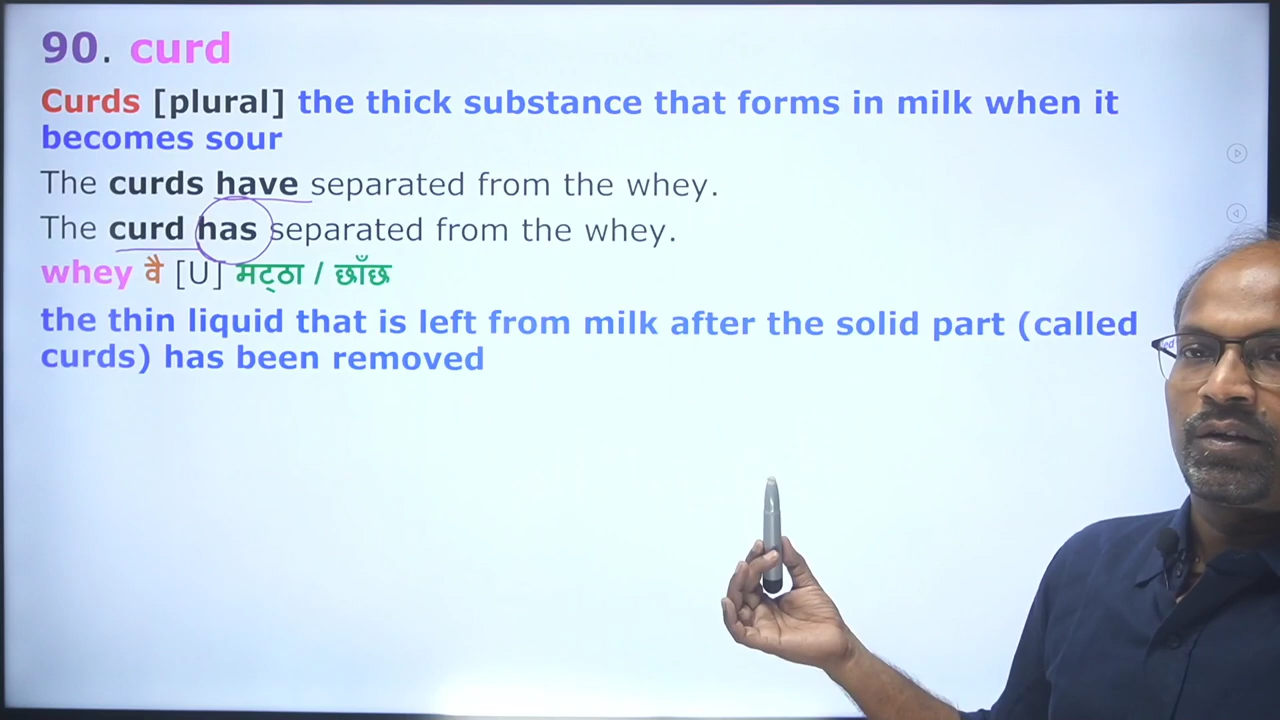 90. curd
Curds [plural] the thick substance that forms in milk when it
becomes sour
The curds have separated from the whey.
The curd has separated from the whey.
whey वै [U] मट्ठा / छाँछ
the thin liquid that is left from milk after the solid part (called
curds) has been removed